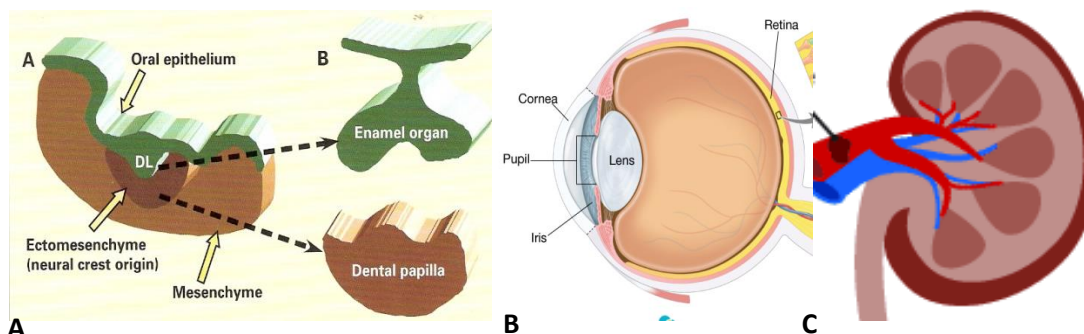 A
Oral epithelium
B
DL
Enamel organ
Ectomesenchyme
(neural crest origin)
Mesenchyme
Dental papilla
A
Retina
Cornea
Pupil
Lens
Iris
B
C